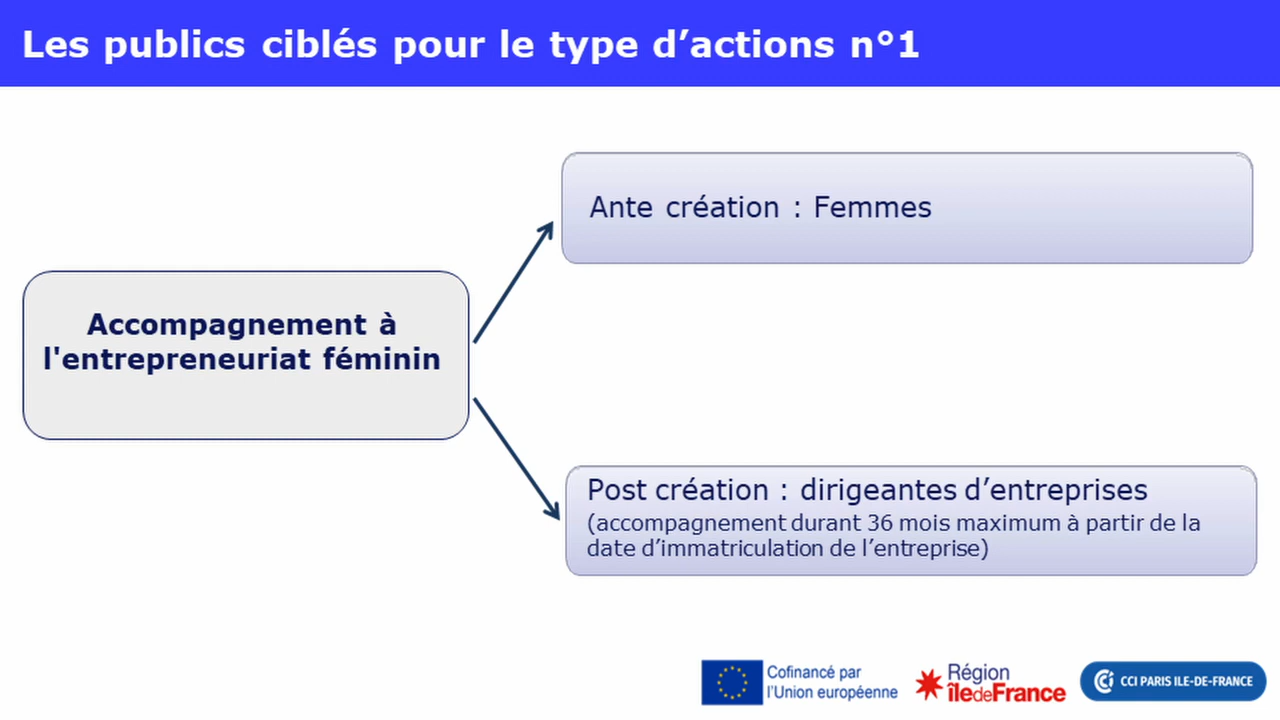 Les publics ciblés pour le type d’actions n°1
Ante création : Femmes
Accompagnement à
l'entrepreneuriat féminin
Post création : dirigeantes d’entreprises
(accompagnement durant 36 mois maximum à partir de la
date d’immatriculation de l’entreprise)
Cofinancé par
l’Union européenne
Région
îledeFrance
CCI PARIS ILE-DE-FRANCE